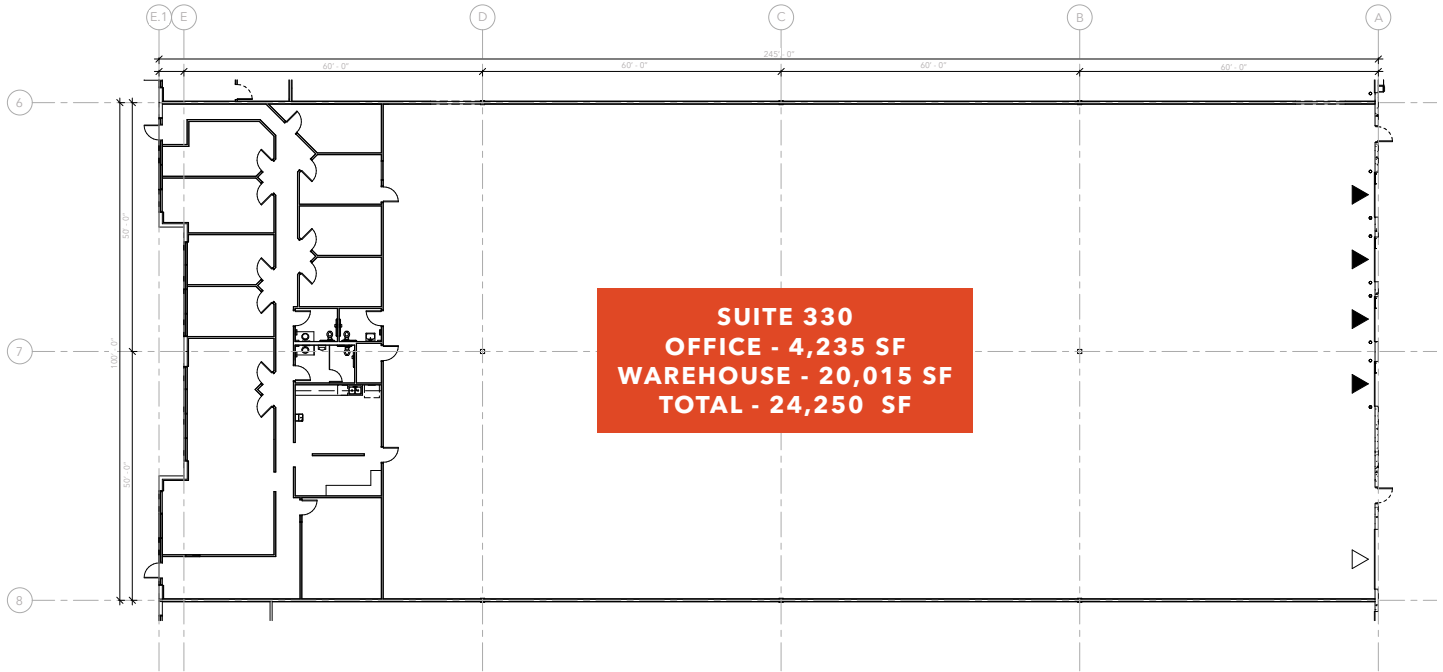 E.1 E D C B A
245' - 0"
60' - 0" 60' - 0" 60' - 0" 60' - 0"
6
50' - 0"
SUITE 330
OFFICE - 4,235 SF
WAREHOUSE - 20,015 SF
TOTAL - 24,250 SF
7
100' - 0"
50' - 0"
8